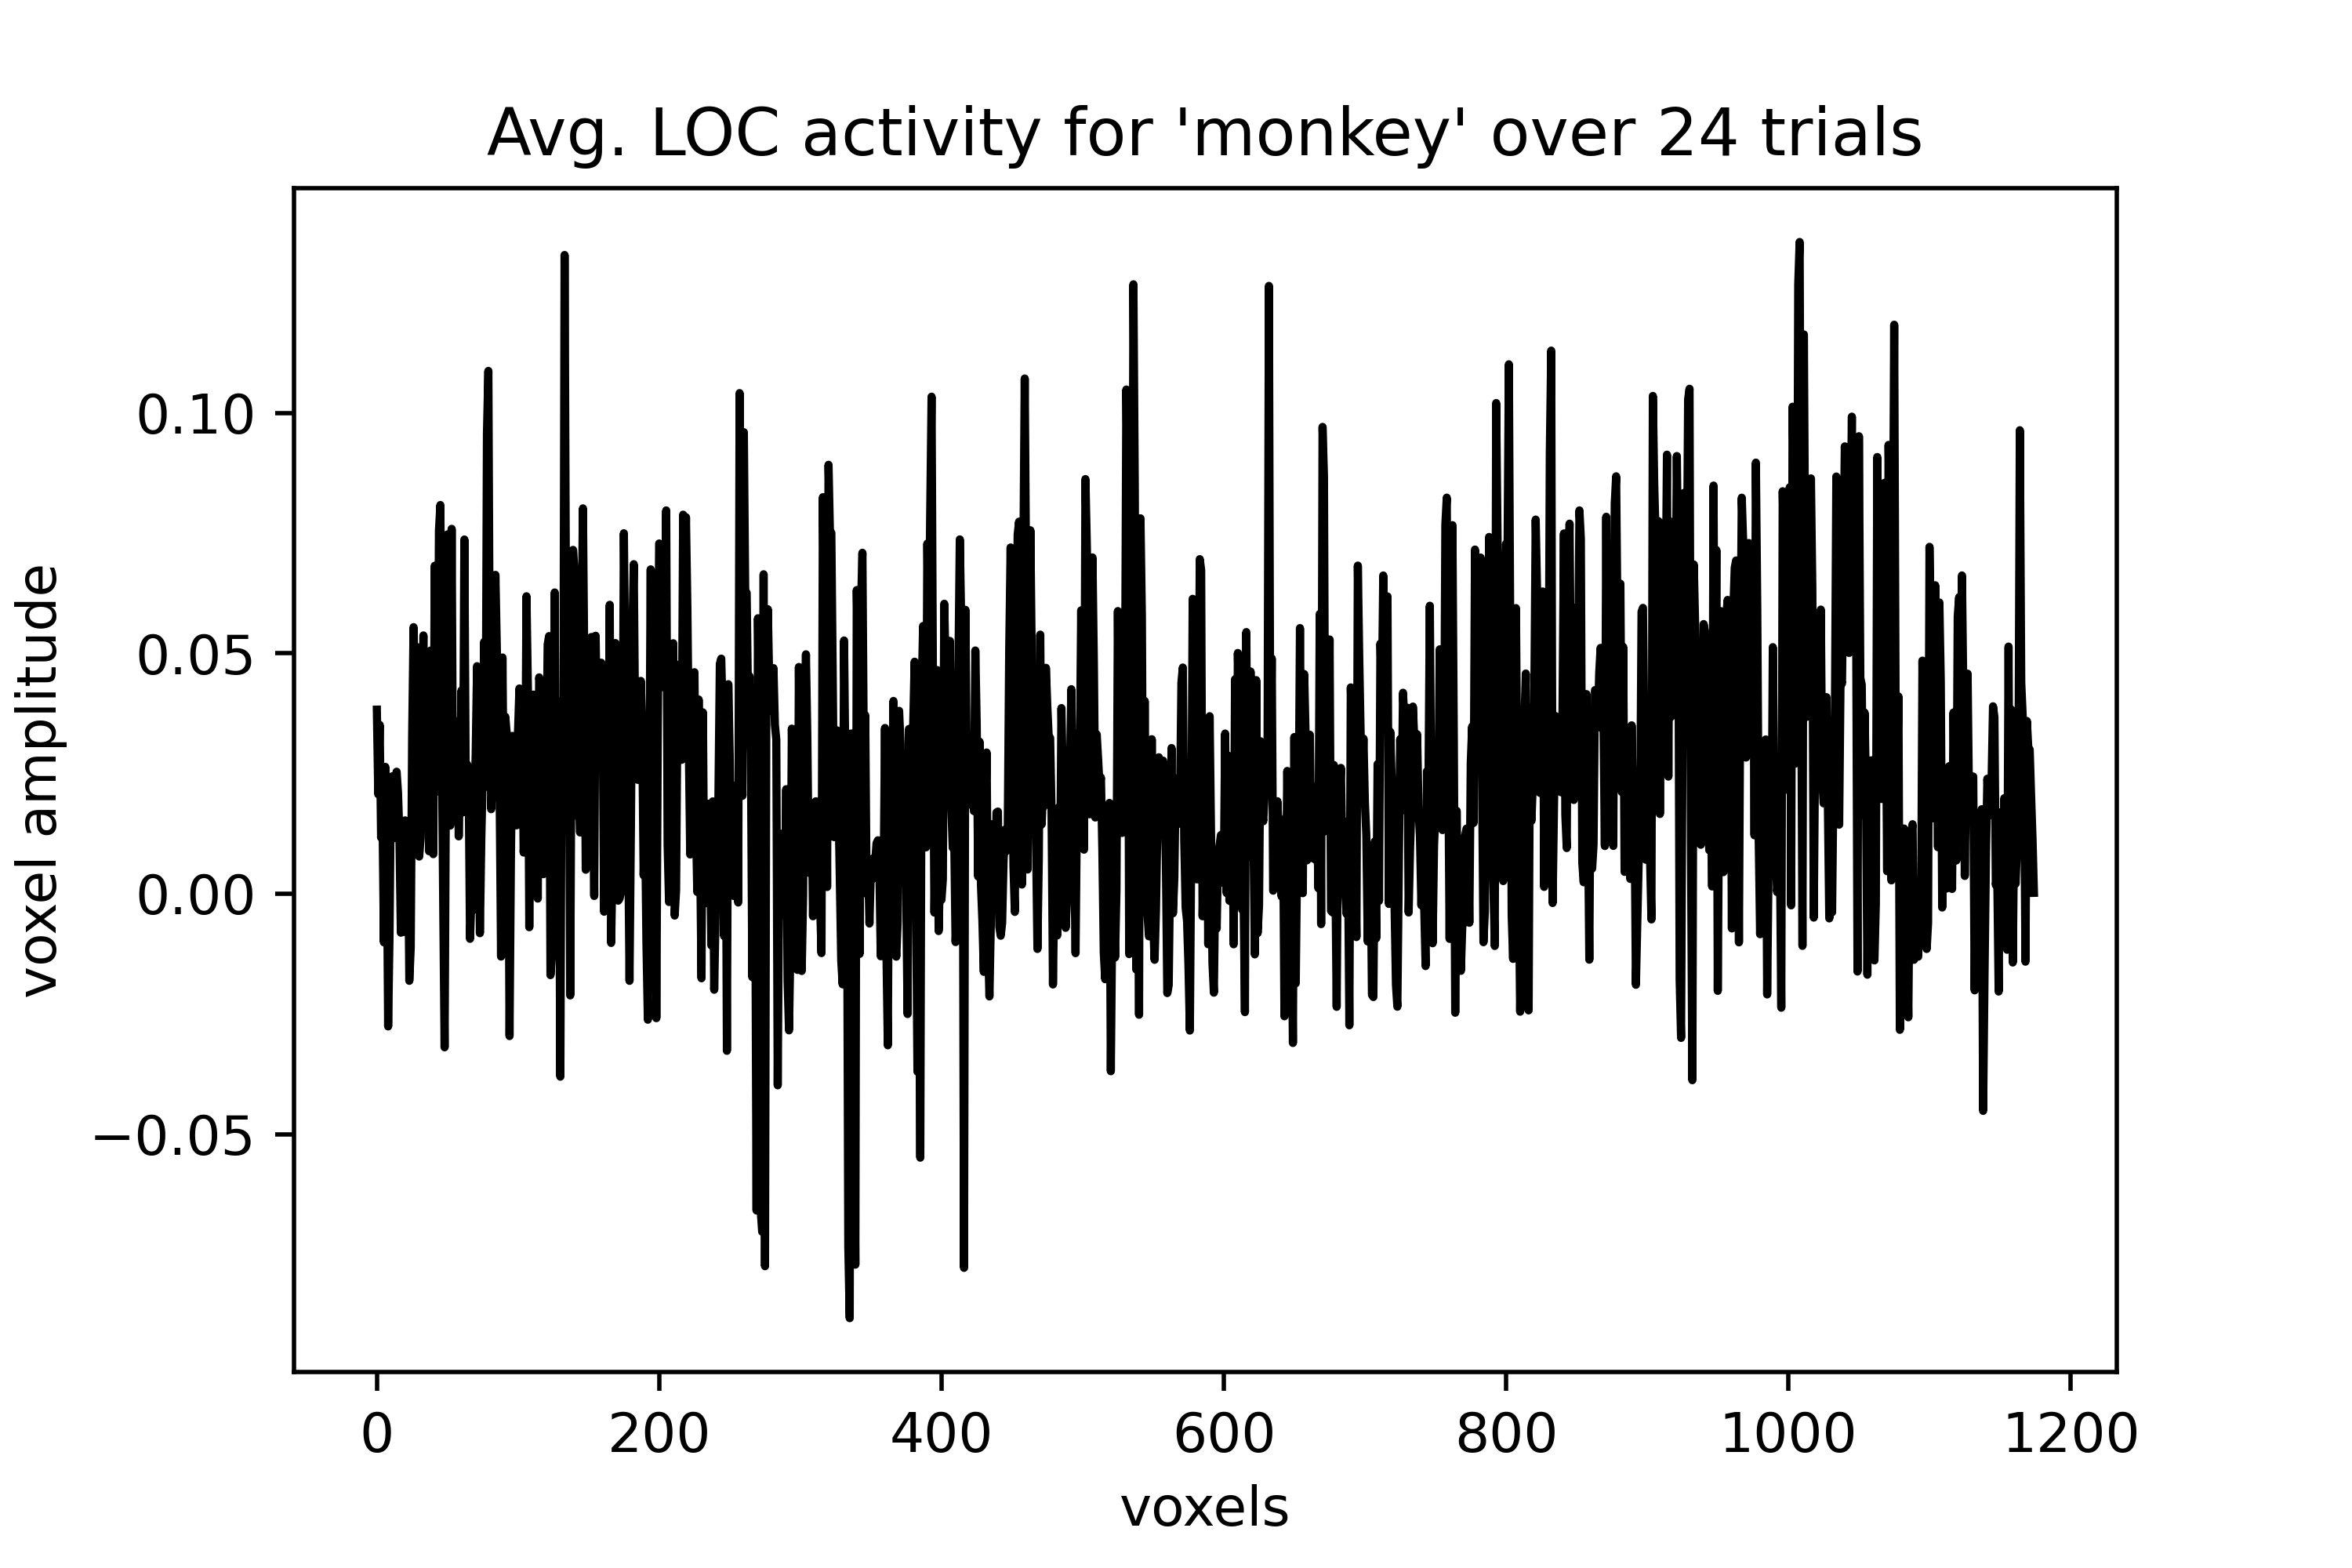 Avg. LOC activity for 'monkey' over 24 trials
voxel amplitude
0.10
0.05
0.00
−0.05
0 200 400 600 800 1000 1200
voxels